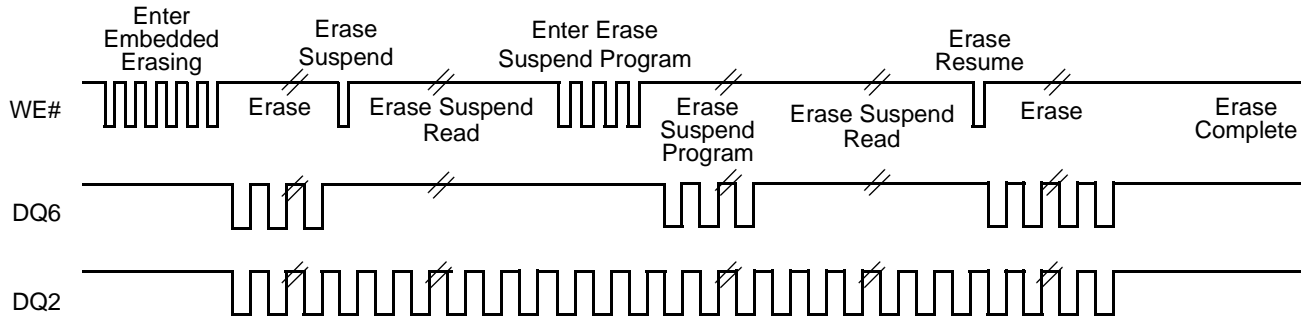 Enter
Embedded
Erasing
Erase
Suspend
Enter Erase
Suspend Program
Erase
Resume
WE#
Erase
Erase Suspend
Read
Erase
Suspend
Program
Erase Suspend
Read
Erase
Erase
Complete
DQ6
DQ2